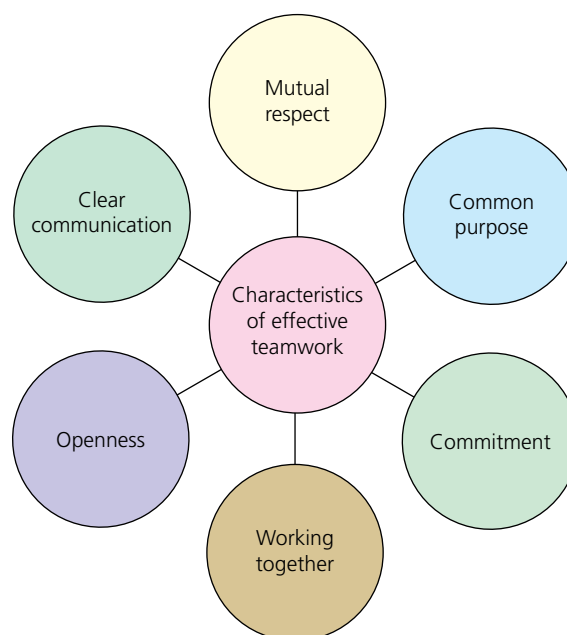 Mutual
respect
Clear
communication
Common
purpose
Characteristics
of effective
teamwork
Openness
Commitment
Working
together